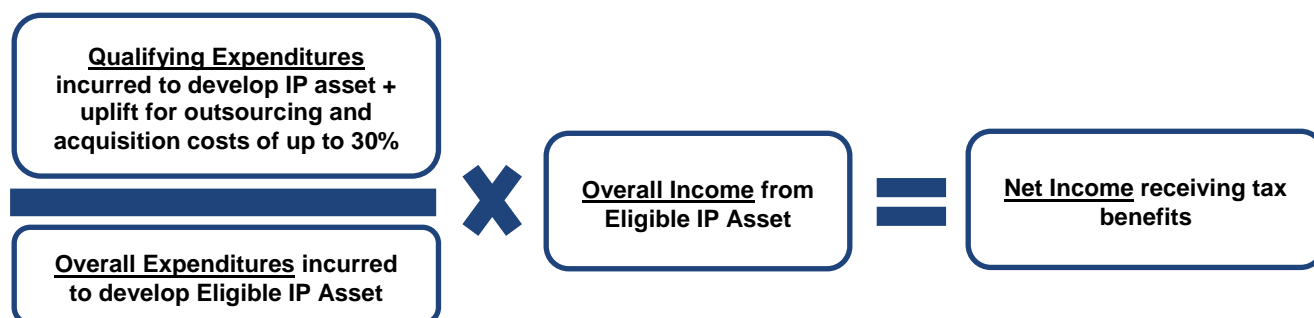 Qualifying Expenditures
incurred to develop IP asset +
uplift for outsourcing and
acquisition costs of up to 30%
Overall Expenditures incurred
to develop Eligible IP Asset
Overall Income from
Eligible IP Asset
Net Income receiving tax
benefits